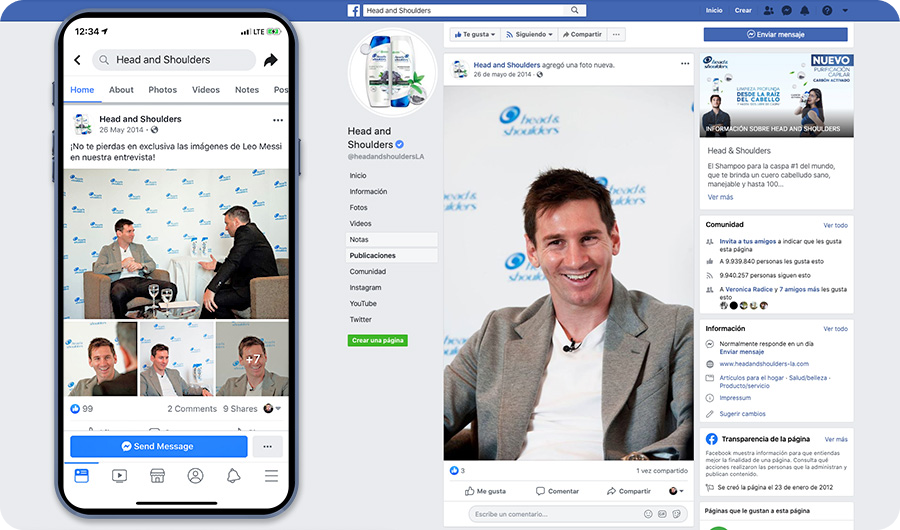 12:34
LTE
Head and Shoulders
Home
About
Photos
Videos
Notes
Pos
Head and Shoulders
26 May 2014 ·
¡No te pierdas en exclusiva las imágenes de Leo Messi
en nuestra entrevista!
+7
99
2 Comments
9 Shares
Send Message
Head and Shoulders
Inicio
Crear
Head and
Shoulders
@headandshouldersLA
Inicio
Información
Fotos
Videos
Notas
Publicaciones
Comunidad
Instagram
YouTube
Twitter
Crear una página
Te gusta
Siguiendo
Compartir
Head and Shoulders agregó una foto nueva.
26 de mayo de 2014 ·
head&
shoulders
head&
shoulders
3
1 vez compartido
Me gusta
Comentar
Compartir
Escribe un comentario...
Enviar mensaje
head&
shoulders
NUEVO
PURIFICACIÓN
CAPILAR
CARBÓN ACTIVADO
LIMPIEZA PROFUNDA
DESDE LA RAÍZ
DEL CABELLO
INFORMACIÓN SOBRE HEAD AND SHOULDERS
Head & Shoulders
El Shampoo para la caspa #1 del mundo,
que te brinda un cuero cabelludo sano,
manejable y hasta 100...
Ver más
Comunidad
Ver todo
Invita a tus amigos a indicar que les gusta
esta página
A 9.939.840 personas les gusta esto
9.940.257 personas siguen esto
A Veronica Radice y 7 amigos más les gusta
esto
Información
Ver todo
Normalmente responde en un día
Enviar mensaje
www.headandshoulders-la.com
Artículos para el hogar · Salud/belleza ·
Producto/servicio
Impressum
Sugerir cambios
Transparencia de la página
Ver más
Facebook muestra información para que entiendas
mejor la finalidad de una página. Consulta qué
acciones realizaron las personas que la administran y
publican contenido.
Se creó la página el 23 de enero de 2012
Páginas que le gustan a esta página